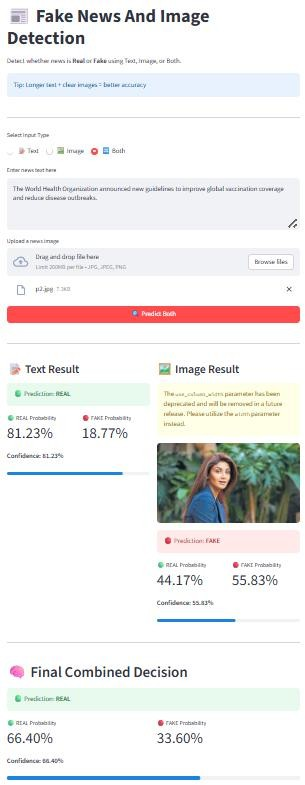 Fake News And Image
Detection
Detect whether news is Real or Fake using Text, Image, or Both.
Tip: Longer text + clear images = better accuracy
Select Input Type
Text Image Both
Enter news text here
The World Health Organization announced new guidelines to improve global vaccination coverage
and reduce disease outbreaks.
Upload a news image
Drag and drop file here
Limit 200MB per file • JPG, JPEG, PNG
Browse files
p2.jpg 7.3KB
Predict Both
Text Result
Prediction: REAL
REAL Probability
81.23%
FAKE Probability
18.77%
Confidence: 81.23%
Image Result
The use_column_width parameter has been
deprecated and will be removed in a future
release. Please utilize the width parameter
instead.
Prediction: FAKE
REAL Probability
44.17%
FAKE Probability
55.83%
Confidence: 55.83%
Final Combined Decision
Prediction: REAL
REAL Probability
66.40%
FAKE Probability
33.60%
Confidence: 66.40%